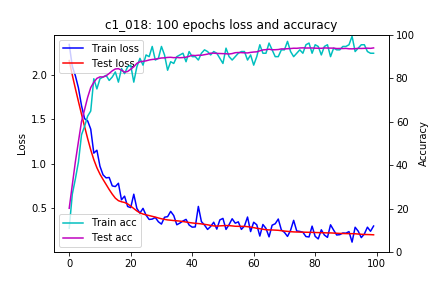 c1_018: 100 epochs loss and accuracy
Train loss
Test loss
Train acc
Test acc
Loss
2.0
1.5
1.0
0.5
Accuracy
100
80
60
40
20
0
0
20
40
60
80
100